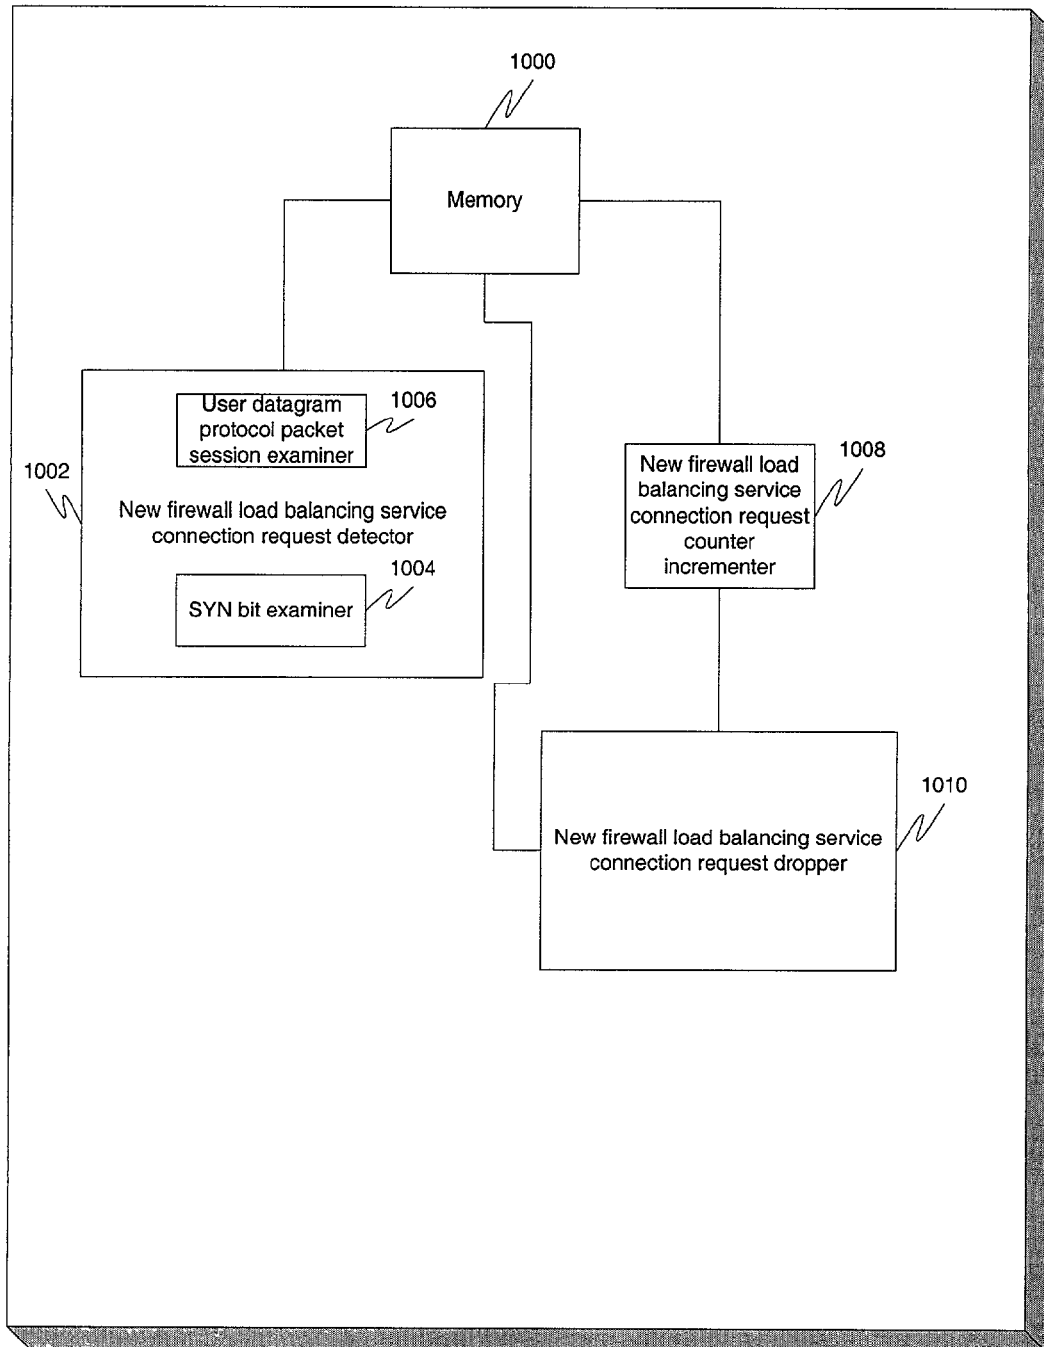 1000
Memory
User datagram
protocol packet
session examiner
1006
1002
New firewall load balancing service
connection request detector
1004
SYN bit examiner
New firewall load
balancing service
connection request
counter
incrementer
1008
1010
New firewall load balancing service
connection request dropper